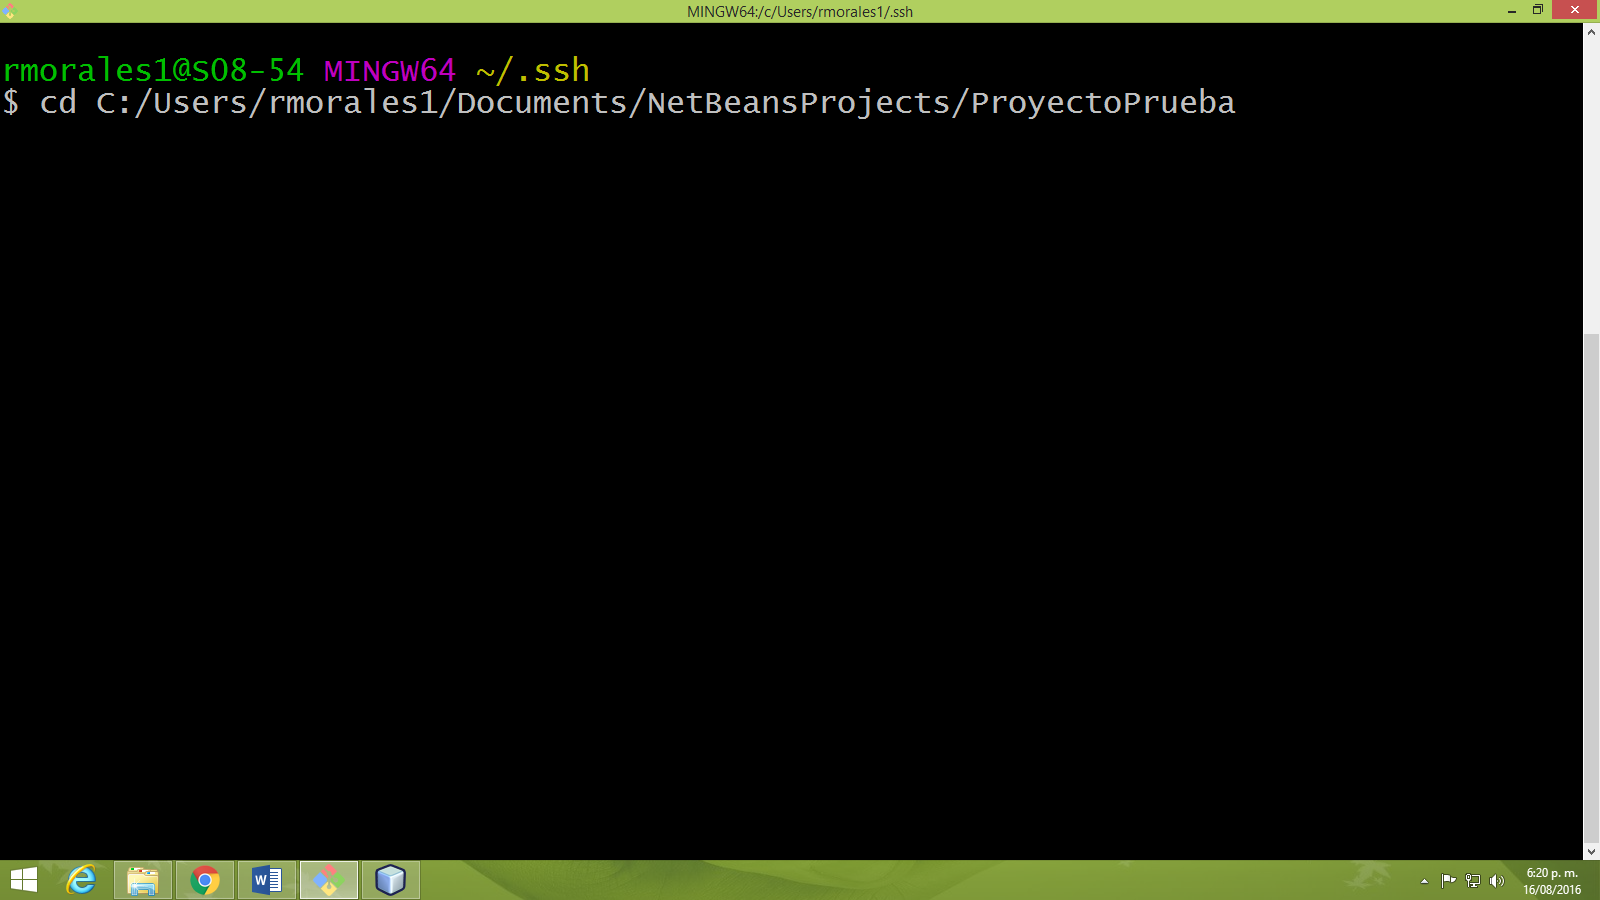 MINGW64:/c/Users/rmorales1/.ssh
rmorales1@SO8-54 MINGW64 ~/.ssh
$ cd C:/Users/rmorales1/Documents/NetBeansProjects/ProyectoPrueba
6:20 p. m.
16/08/2016